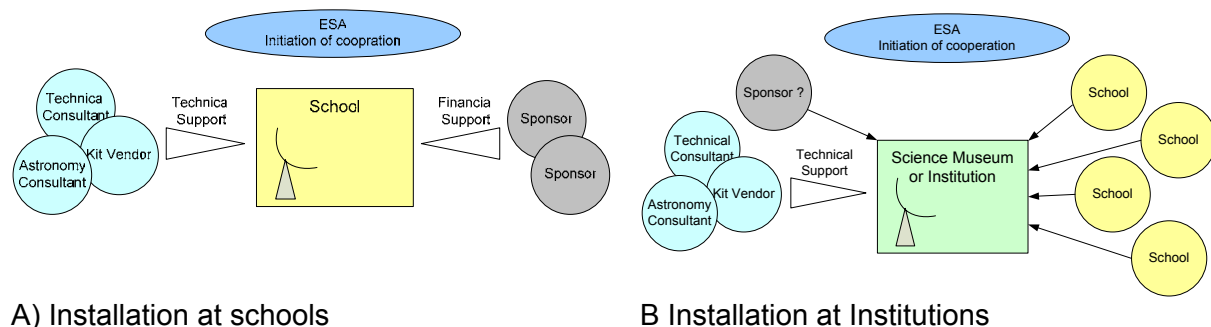 ESA
Initiation of coopration
Technica
Consultant
Kit Vendor
Astronomy
Consultant
Technica
Support
School
Financia
Support
Sponsor
Sponsor
A) Installation at schools
ESA
Initiation of cooperation
Sponsor ?
Technical
Consultant
Kit Vendor
Astronomy
Consultant
Technical
Support
Science Museum
or Institution
School
School
School
School
B Installation at Institutions